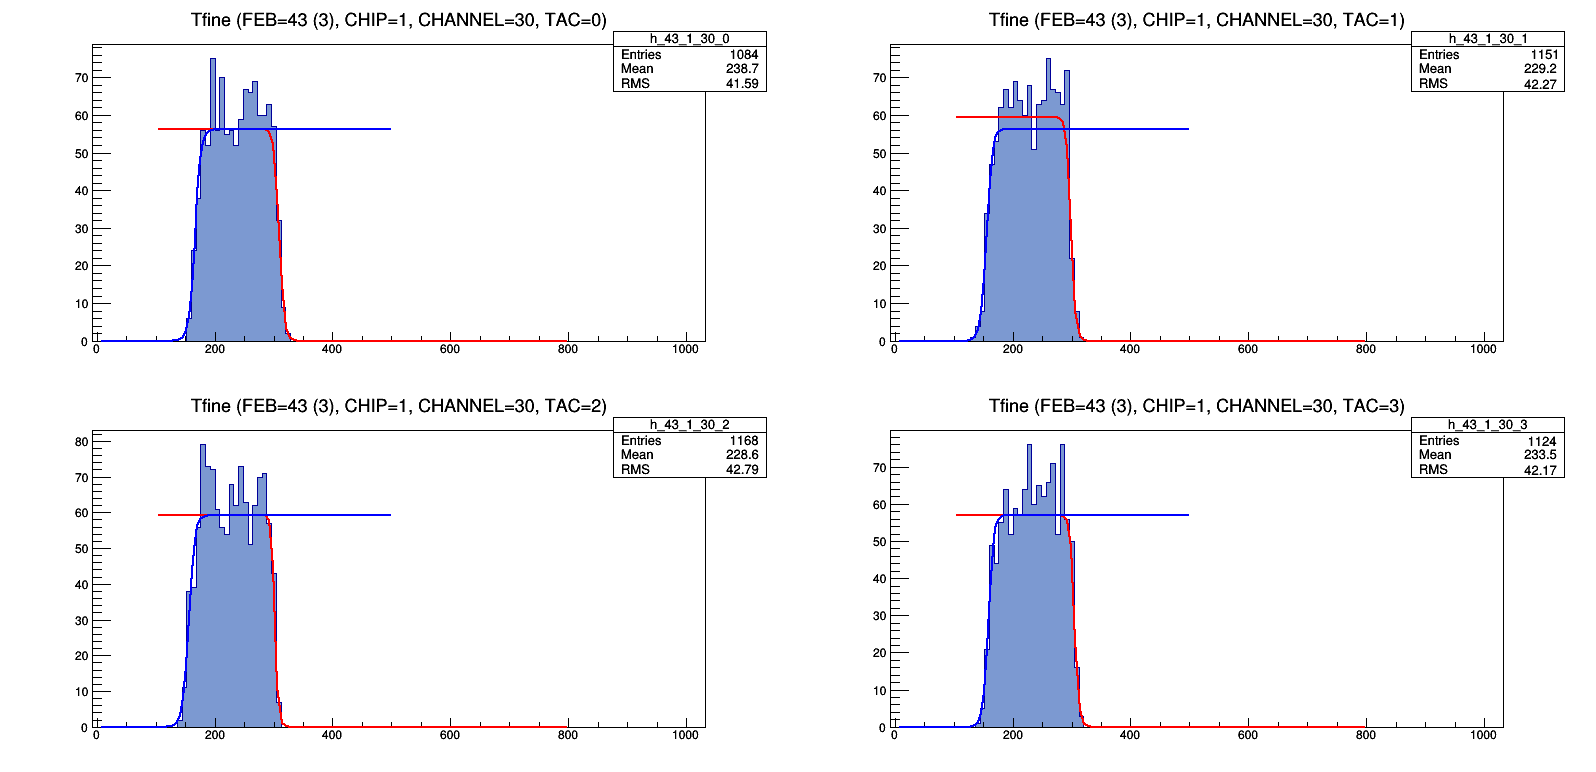 Tfine (FEB=43 (3), CHIP=1, CHANNEL=30, TAC=0)
h_43_1_30_0
Entries 1084
Mean 238.7
RMS 41.59
70
60
50
40
30
20
10
0
0 200 400 600 800 1000
Tfine (FEB=43 (3), CHIP=1, CHANNEL=30, TAC=1)
h_43_1_30_1
Entries 1151
Mean 229.2
RMS 42.27
70
60
50
40
30
20
10
0
0 200 400 600 800 1000
Tfine (FEB=43 (3), CHIP=1, CHANNEL=30, TAC=2)
h_43_1_30_2
Entries 1168
Mean 228.6
RMS 42.79
80
70
60
50
40
30
20
10
0
0 200 400 600 800 1000
Tfine (FEB=43 (3), CHIP=1, CHANNEL=30, TAC=3)
h_43_1_30_3
Entries 1124
Mean 233.5
RMS 42.17
70
60
50
40
30
20
10
0
0 200 400 600 800 1000